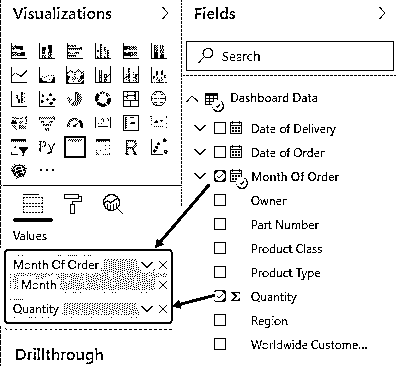 Visualizations
Fields
Search
Dashboard Data
Date of Delivery
Date of Order
Month Of Order
Owner
Part Number
Product Class
Product Type
Σ Quantity
Region
Worldwide Custome...
Py
R
...
Values
Month Of Order
Month
Quantity
Drillthrough